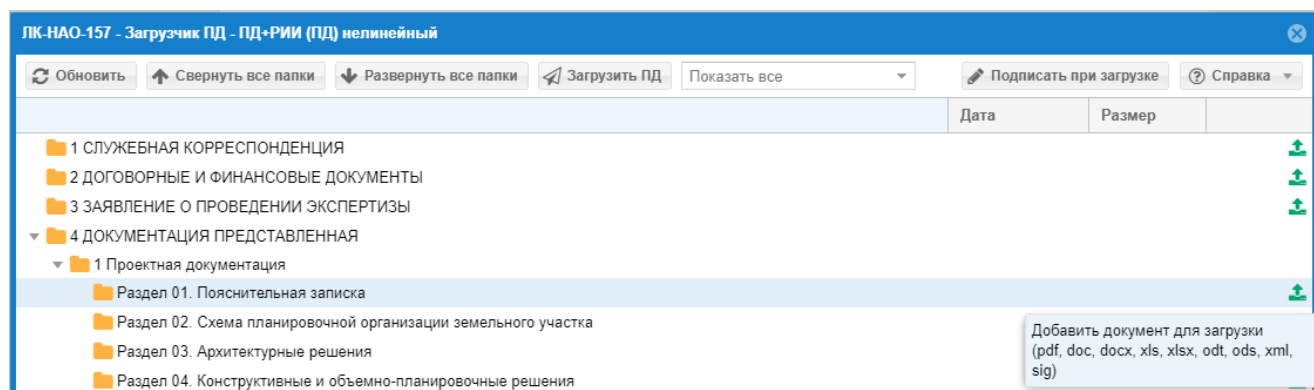 ЛК-НАО-157 - Загрузчик ПД - ПД+РИИ (ПД) нелинейный
Обновить Свернуть все папки Развернуть все папки Загрузить ПД Показать все Подписать при загрузке Справка
Дата Размер
1 СЛУЖЕБНАЯ КОРРЕСПОНДЕНЦИЯ
2 ДОГОВОРНЫЕ И ФИНАНСОВЫЕ ДОКУМЕНТЫ
3 ЗАЯВЛЕНИЕ О ПРОВЕДЕНИИ ЭКСПЕРТИЗЫ
4 ДОКУМЕНТАЦИЯ ПРЕДСТАВЛЕННАЯ
1 Проектная документация
Раздел 01. Пояснительная записка
Раздел 02. Схема планировочной организации земельного участка
Раздел 03. Архитектурные решения
Раздел 04. Конструктивные и объемно-планировочные решения
Добавить документ для загрузки
(pdf, doc, docx, xls, xlsx, odt, ods, xml,
sig)